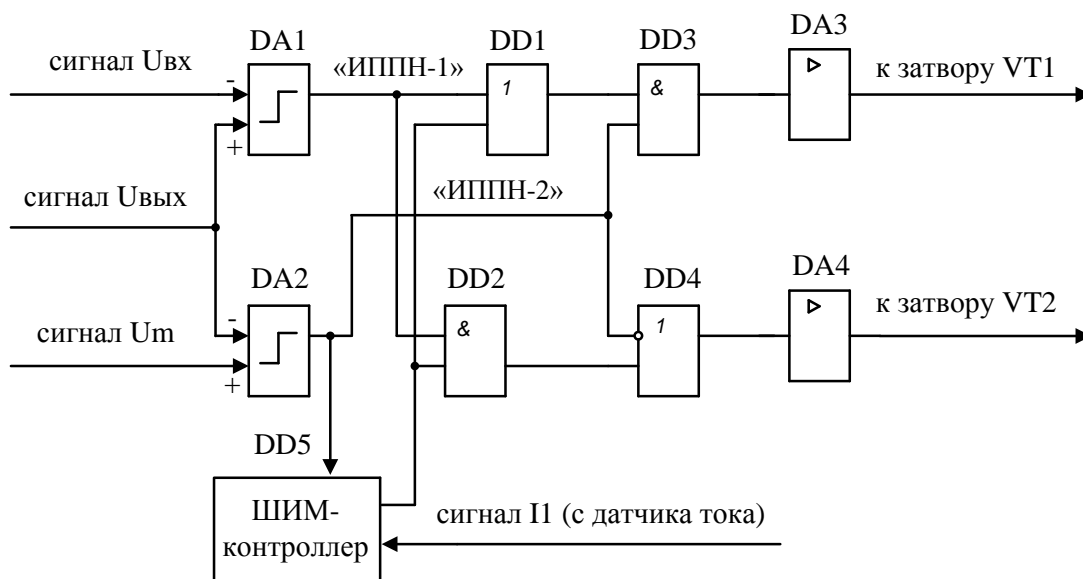 DA1
DD1
DD3
DA3
сигнал Uвх
«ИППН-1»
к затвору VT1
-
1
&
+
сигнал Uвых
«ИППН-2»
DA2
DD2
DD4
DA4
сигнал Um
к затвору VT2
-
&
1
+
DD5
ШИМ-
контроллер
сигнал I1 (с датчика тока)